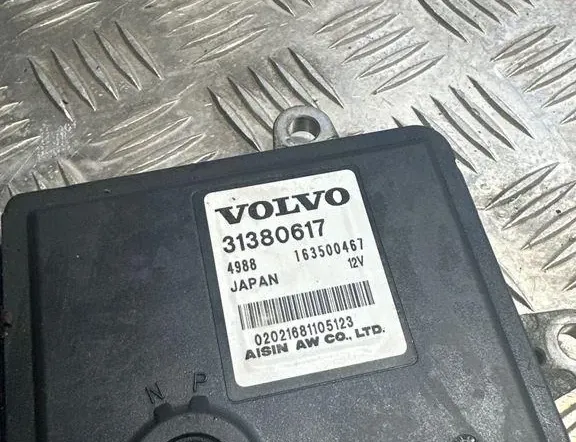 VOLVO
31380617
4988 163500467
JAPAN 12V
02021681105123
AISIN AW CO., LTD.
N P